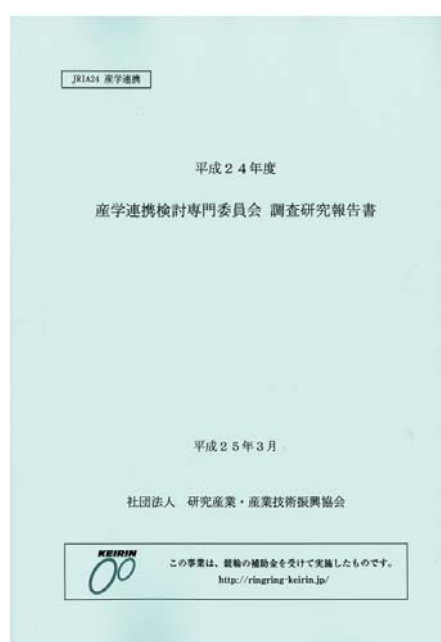 JRIA24 産学連携
平成24年度
産学連携検討専門委員会 調査研究報告書
平成25年3月
社団法人 研究産業・産業技術振興協会
KEIRIN
この事業は、競輪の補助金を受けて実施したものです。
http://ringring-keirin.jp/